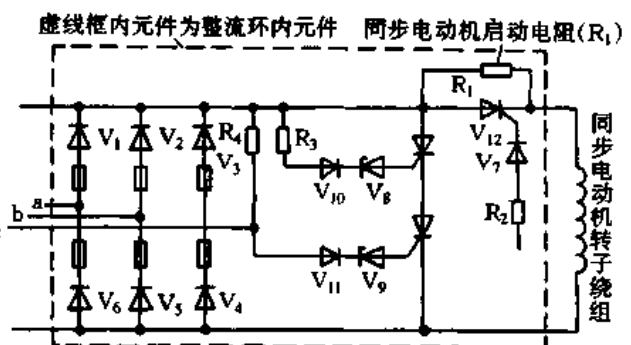 虚线框内元件为整流环内元件 同步电动机启动电阻(R₁)
R₁
V₁ V₂ V₃ R₄ R₃ V₁₂
V₇
V₁₀ V₈
a
b
R₂
V₁₁ V₉
V₆ V₅ V₄
同步电动机转子绕组